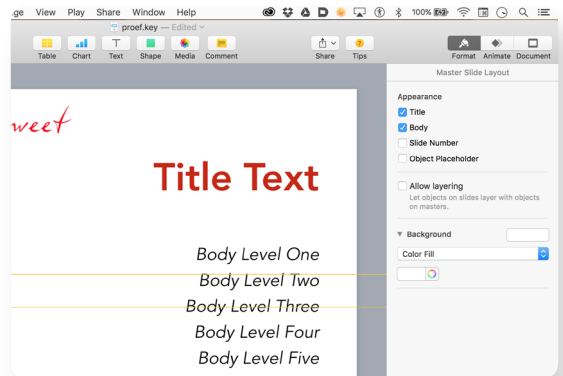 ge View Play Share Window Help 100%
proef.key — Edited
Table Chart Text Shape Media Comment Share Tips Format Animate Document
Master Slide Layout
Appearance
Title
Body
Slide Number
Object Placeholder
Allow layering
Let objects on slides layer with objects
on masters.
Background
Color Fill
weet
Title Text
Body Level One
Body Level Two
Body Level Three
Body Level Four
Body Level Five